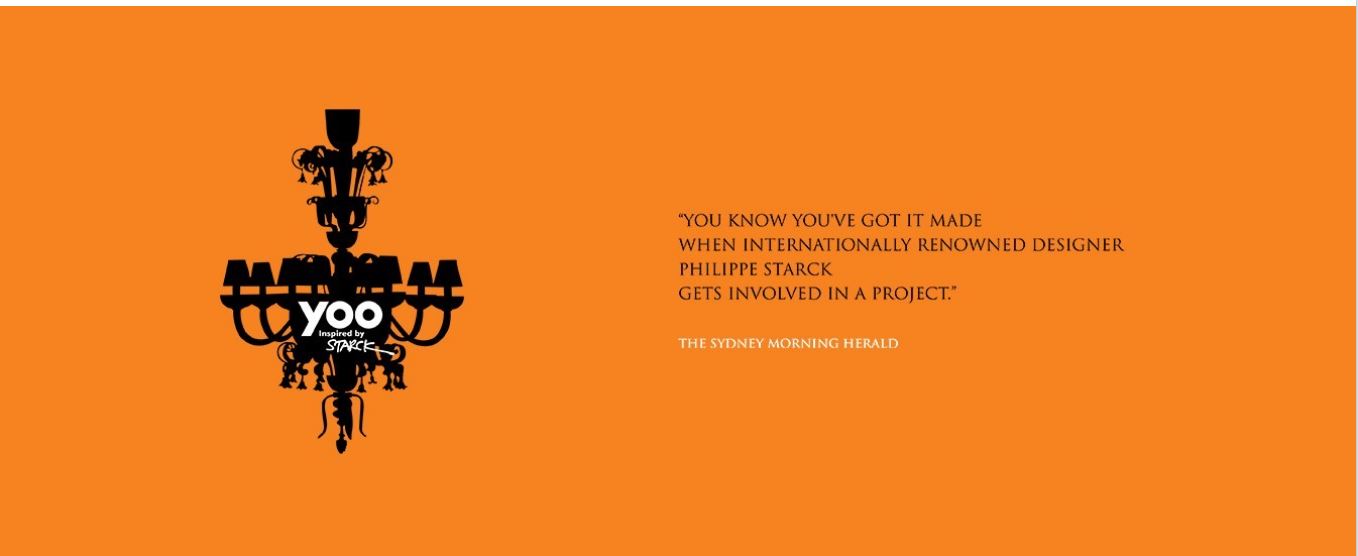 yoo
Inspired by
STARCK
“YOU KNOW YOU’VE GOT IT MADE
WHEN INTERNATIONALLY RENOWNED DESIGNER
PHILIPPE STARCK
GETS INVOLVED IN A PROJECT.”
THE SYDNEY MORNING HERALD